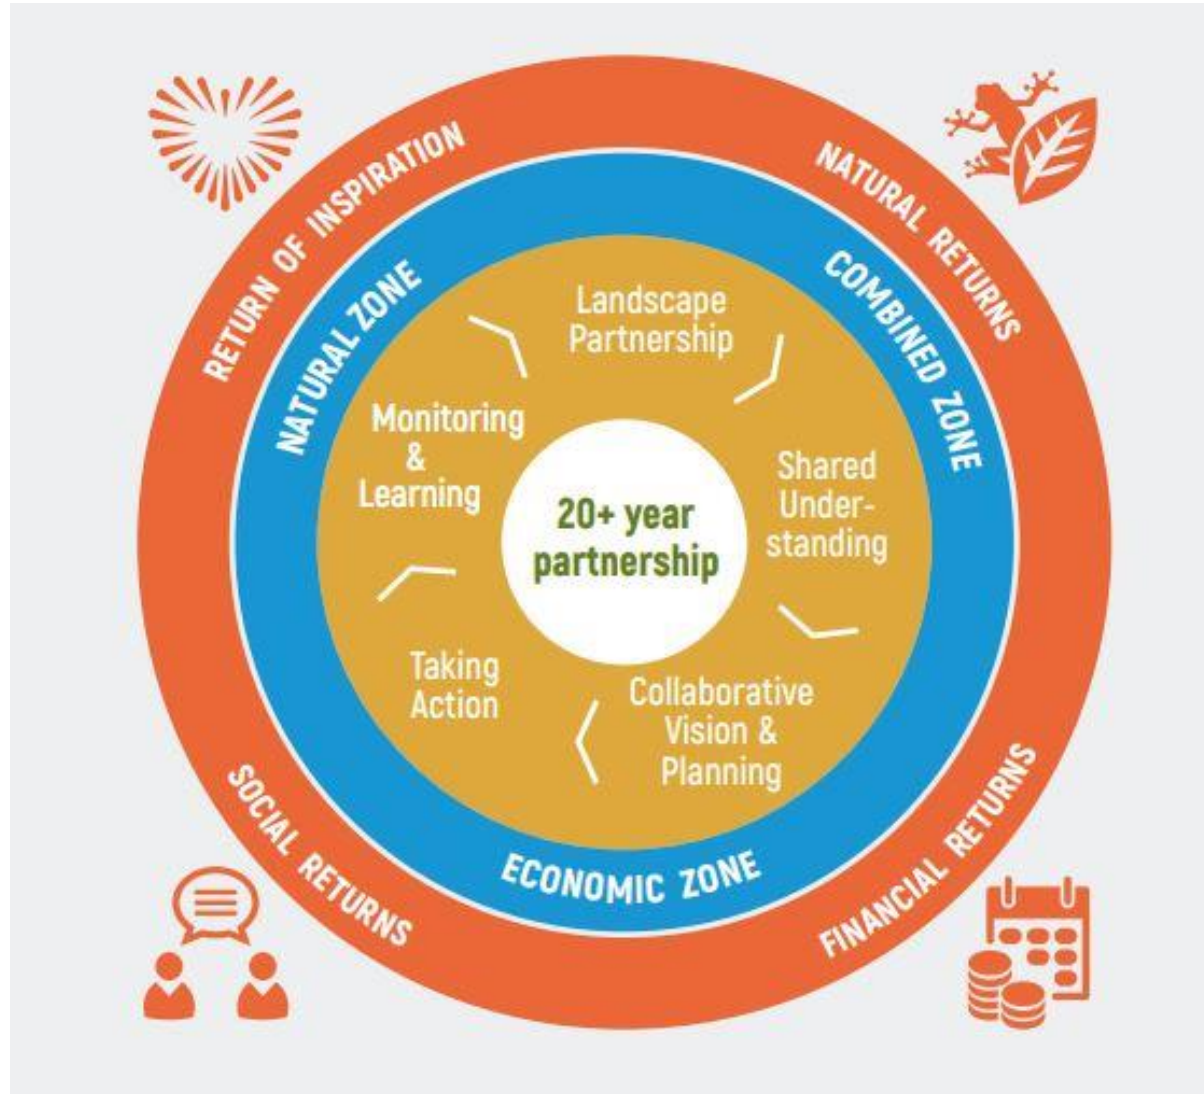 RETURN OF INSPIRATION
NATURAL RETURNS
FINANCIAL RETURNS
SOCIAL RETURNS
NATURAL ZONE
COMBINED ZONE
ECONOMIC ZONE
Landscape
Partnership
Shared
Under-
standing
Collaborative
Vision &
Planning
Taking
Action
Monitoring
&
Learning
20+ year
partnership